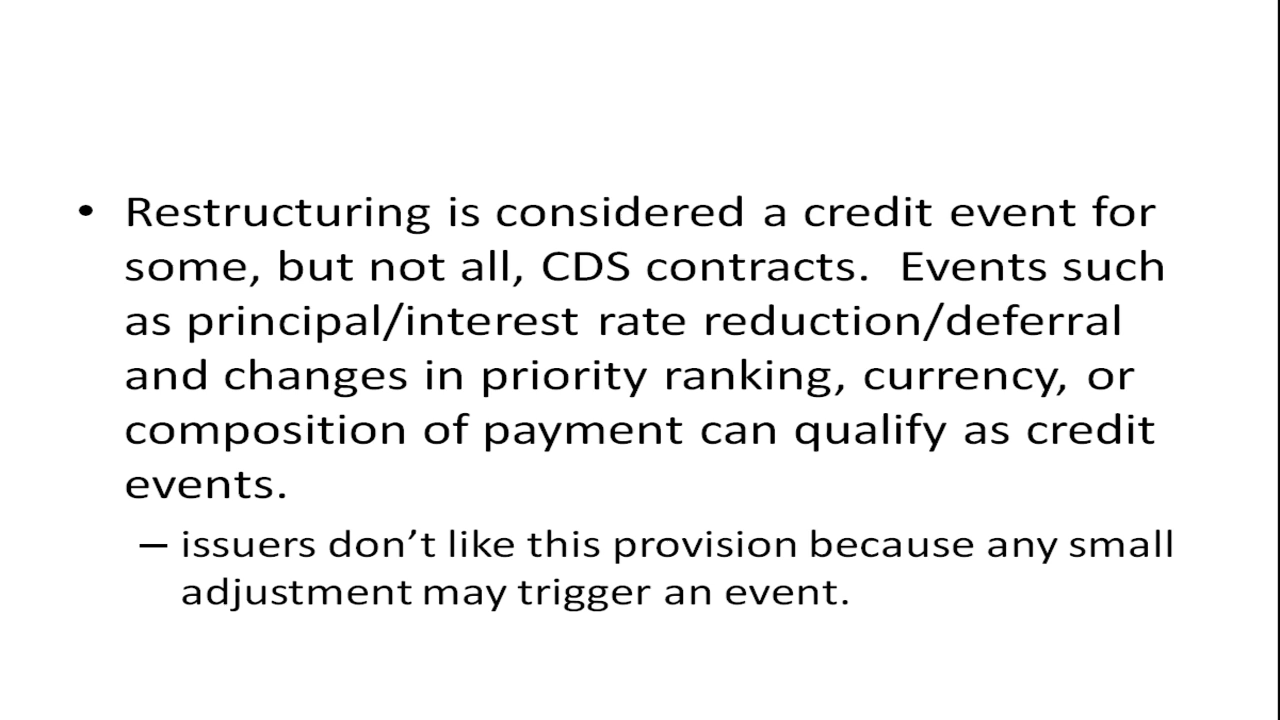 • Restructuring is considered a credit event for
some, but not all, CDS contracts.  Events such
as principal/interest rate reduction/deferral
and changes in priority ranking, currency, or
composition of payment can qualify as credit
events.
– issuers don’t like this provision because any small
adjustment may trigger an event.